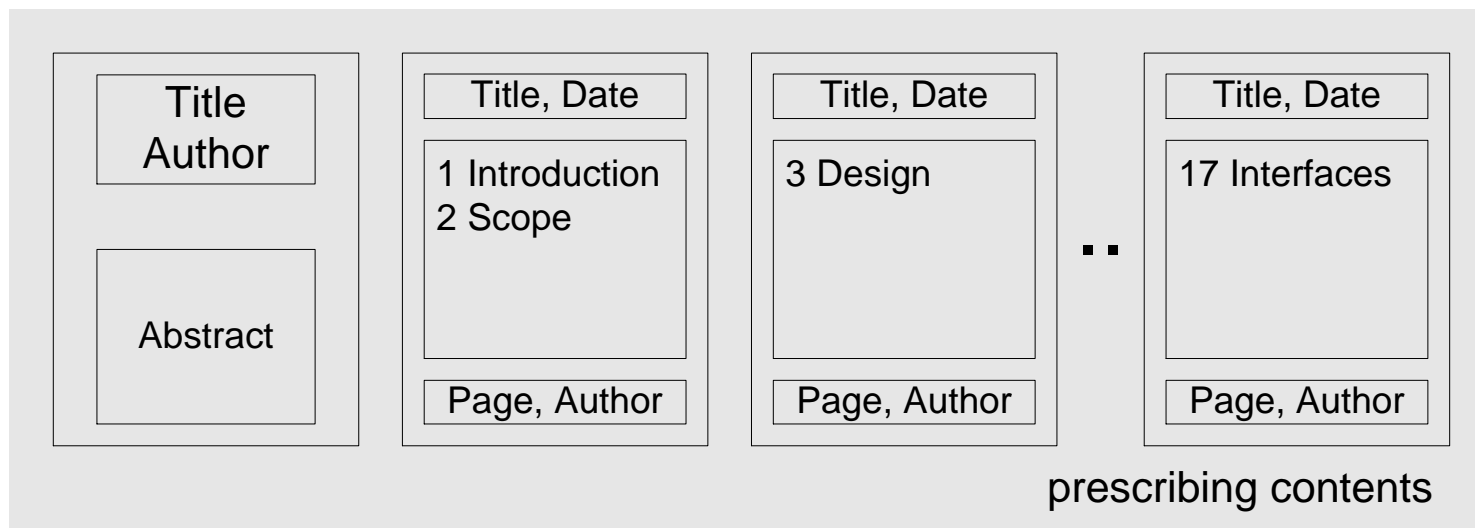 Title
Author
Abstract
Title, Date
1 Introduction
2 Scope
Page, Author
Title, Date
3 Design
Page, Author
..
Title, Date
17 Interfaces
Page, Author
prescribing contents